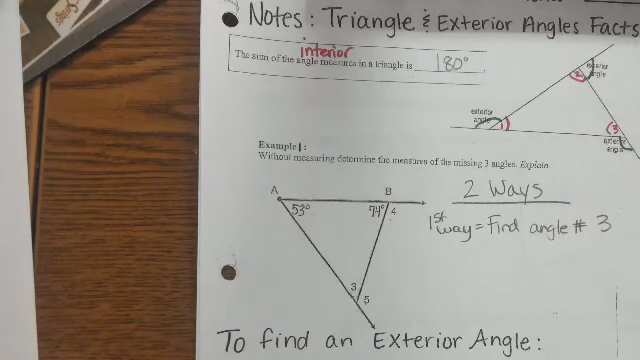 Notes: Triangle & Exterior Angles Facts
interior
The sum of the angle measures in a triangle is 180°
exterior
angle
2
exterior
angle
1
3
exterior
angle
Example 1:
Without measuring determine the measures of the missing 3 angles. Explain
A
B
53°
74°
4
3
5
2 Ways
1st way = Find angle # 3
To find an Exterior Angle: